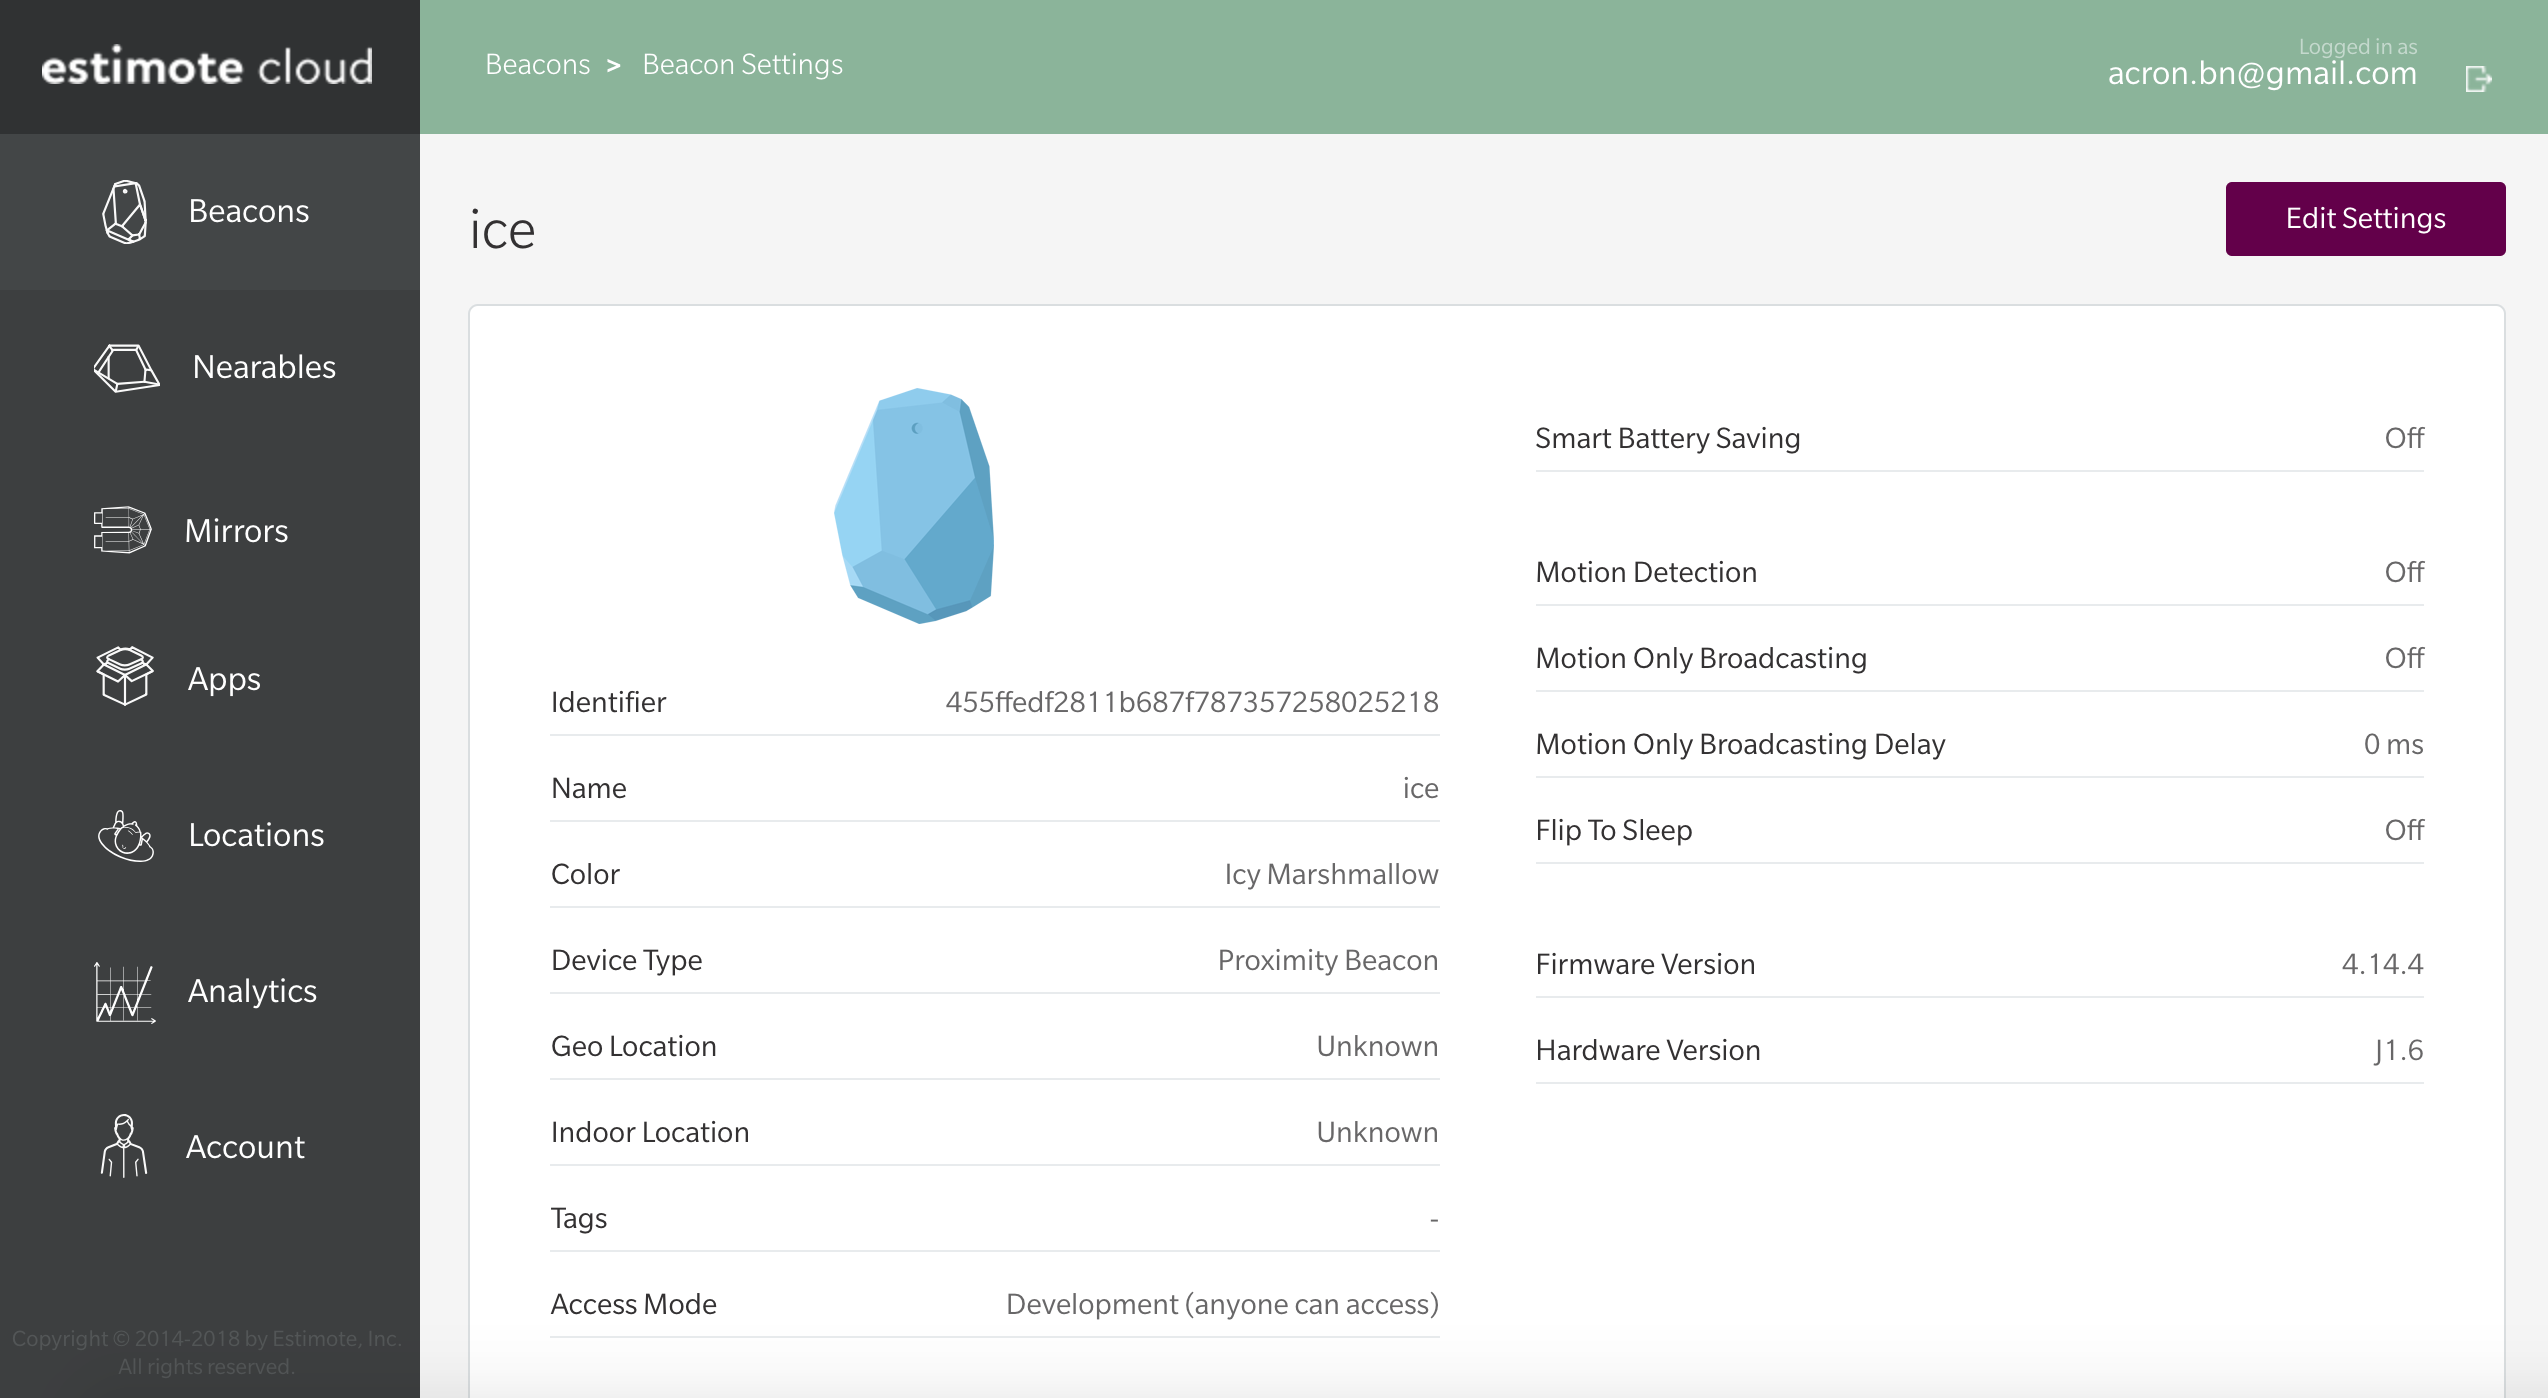 estimote cloud
Beacons > Beacon Settings
Logged in as
acron.bn@gmail.com
Beacons
Nearables
Mirrors
Apps
Locations
Analytics
Account
Copyright © 2014-2018 by Estimote, Inc.
All rights reserved.
ice
Edit Settings
Identifier 455ffedf2811b687f787357258025218
Name ice
Color Icy Marshmallow
Device Type Proximity Beacon
Geo Location Unknown
Indoor Location Unknown
Tags -
Access Mode Development (anyone can access)
Smart Battery Saving Off
Motion Detection Off
Motion Only Broadcasting Off
Motion Only Broadcasting Delay 0 ms
Flip To Sleep Off
Firmware Version 4.14.4
Hardware Version J1.6